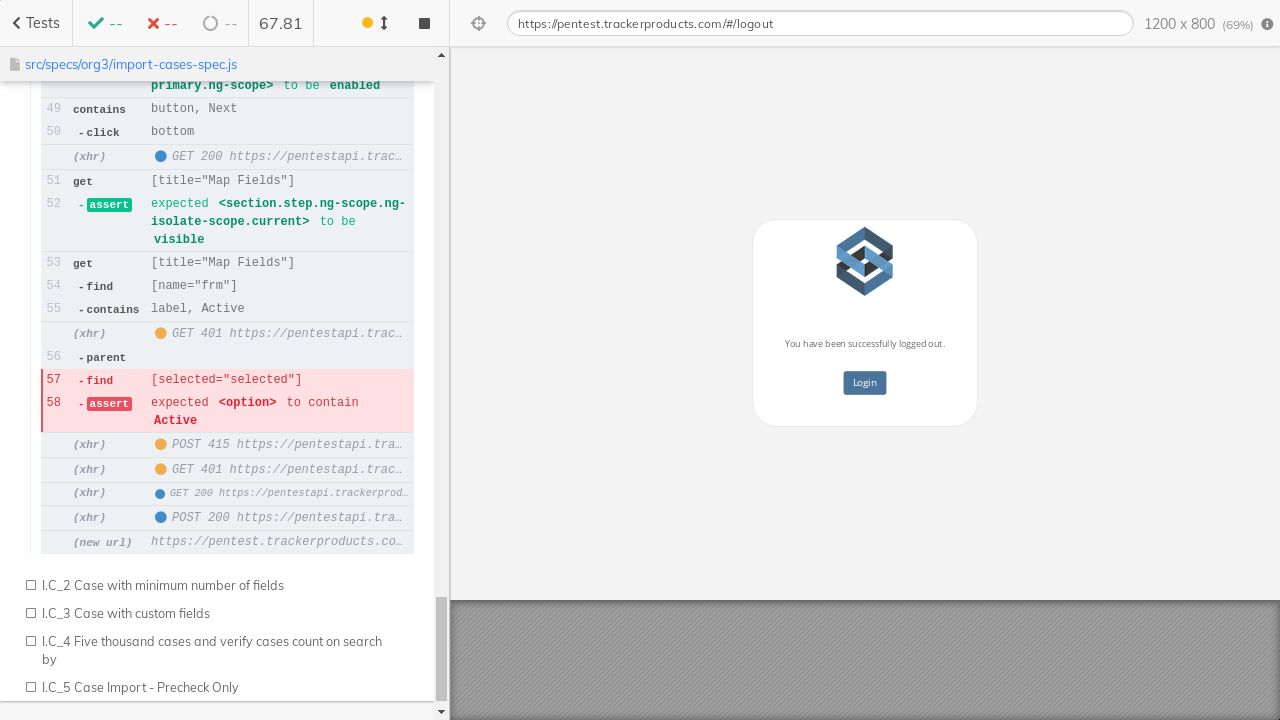 Tests
--
--
--
67.81
https://pentest.trackerproducts.com/#/logout
1200 x 800 (69%)
src/specs/org3/import-cases-spec.js
primary.ng-scope> to be enabled
49 contains button, Next
50 -click bottom
(xhr) GET 200 https://pentestapi.trac…
51 get [title="Map Fields"]
52 -assert expected <section.step.ng-scope.ng-
isolate-scope.current> to be
visible
53 get [title="Map Fields"]
54 -find [name="frm"]
55 -contains label, Active
(xhr) GET 401 https://pentestapi.trac…
56 -parent
57 -find [selected="selected"]
58 -assert expected <option> to contain
Active
(xhr) POST 415 https://pentestapi.tra…
(xhr) GET 401 https://pentestapi.trac…
(xhr) GET 200 https://pentestapi.trackerprod…
(xhr) POST 200 https://pentestapi.tra…
(new url) https://pentest.trackerproducts.co…
I.C_2 Case with minimum number of fields
I.C_3 Case with custom fields
I.C_4 Five thousand cases and verify cases count on search
by
I.C_5 Case Import - Precheck Only
You have been successfully logged out.
Login